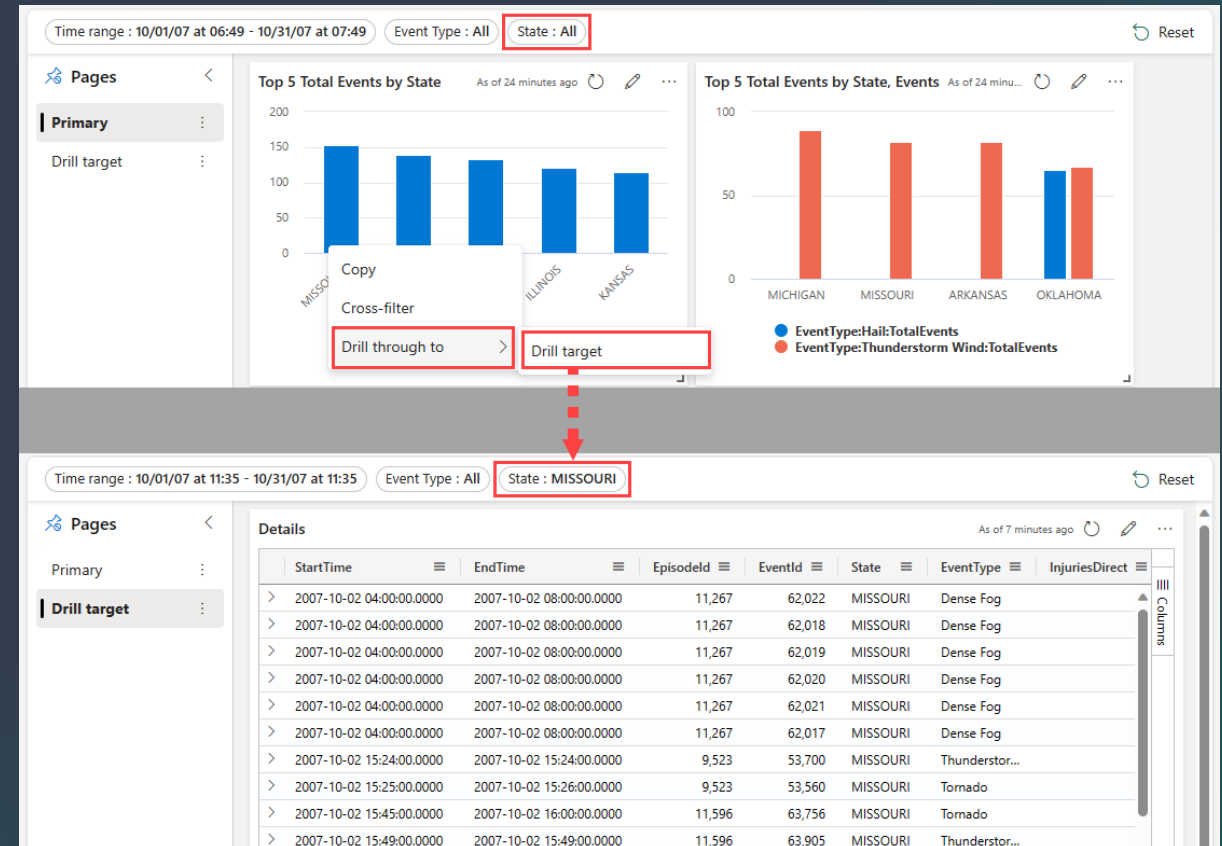 Time range : 10/01/07 at 06:49 - 10/31/07 at 07:49 Event Type : All State : All Reset
Pages
Primary
Drill target
Top 5 Total Events by State As of 24 minutes ago
200
150
100
50
0
ILLINOIS KANSAS
Copy
Cross-filter
Drill through to
Drill target
Top 5 Total Events by State, Events As of 24 minu...
100
50
0
MICHIGAN MISSOURI ARKANSAS OKLAHOMA
EventType:Hail:TotalEvents
EventType:Thunderstorm Wind:TotalEvents
Time range : 10/01/07 at 11:35 - 10/31/07 at 11:35 Event Type : All State : MISSOURI Reset
Pages
Primary
Drill target
Details As of 7 minutes ago
StartTime EndTime EpisodeId EventId State EventType InjuriesDirect
2007-10-02 04:00:00.0000 2007-10-02 08:00:00.0000 11,267 62,022 MISSOURI Dense Fog
2007-10-02 04:00:00.0000 2007-10-02 08:00:00.0000 11,267 62,018 MISSOURI Dense Fog
2007-10-02 04:00:00.0000 2007-10-02 08:00:00.0000 11,267 62,019 MISSOURI Dense Fog
2007-10-02 04:00:00.0000 2007-10-02 08:00:00.0000 11,267 62,020 MISSOURI Dense Fog
2007-10-02 04:00:00.0000 2007-10-02 08:00:00.0000 11,267 62,021 MISSOURI Dense Fog
2007-10-02 04:00:00.0000 2007-10-02 08:00:00.0000 11,267 62,017 MISSOURI Dense Fog
2007-10-02 15:24:00.0000 2007-10-02 15:24:00.0000 9,523 53,700 MISSOURI Thunderstor...
2007-10-02 15:25:00.0000 2007-10-02 15:26:00.0000 9,523 53,560 MISSOURI Tornado
2007-10-02 15:45:00.0000 2007-10-02 16:00:00.0000 11,596 63,756 MISSOURI Tornado
2007-10-02 15:49:00.0000 2007-10-02 15:49:00.0000 11,596 63,905 MISSOURI Thunderstor...
Columns